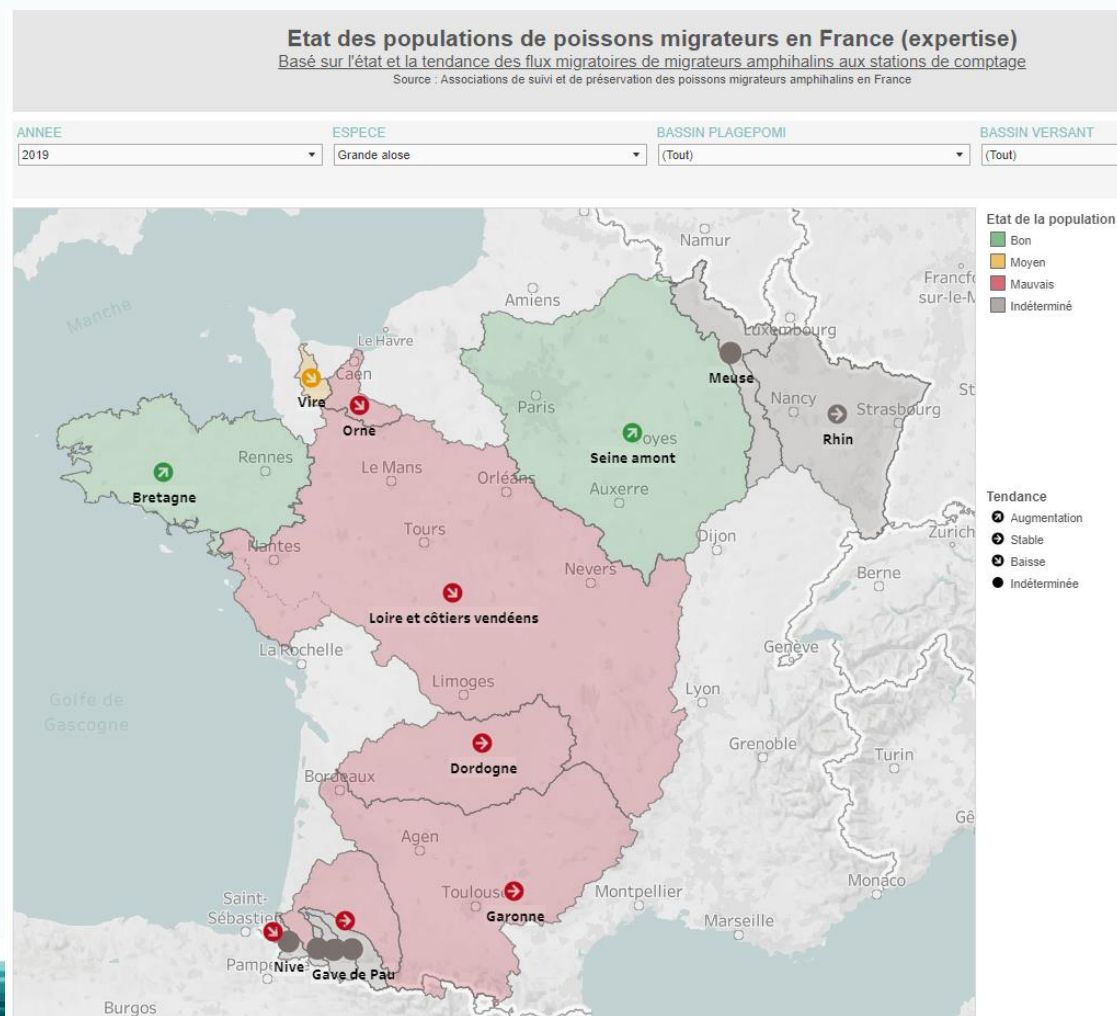 Etat des populations de poissons migrateurs en France (expertise)
Basé sur l'état et la tendance des flux migratoires de migrateurs amphihalins aux stations de comptage
Source : Associations de suivi et de préservation des poissons migrateurs amphihalins en France
ANNEE
ESPECE
BASSIN PLAGEPOMI
BASSIN VERSANT
2019
Grande alose
(Tout)
(Tout)
Etat de la population
Bon
Moyen
Mauvais
Indéterminé
Tendance
Augmentation
Stable
Baisse
Indéterminée
Namur
Amiens
Manche
Le Havre
Luxembourg
Caen
Vire
Orne
Meuse
Nancy
Strasbourg
Rhin
Paris
Rennes
Bretagne
Le Mans
Orléans
oyes
Seine amont
Auxerre
Tours
Nantes
Nevers
Dijon
Zurich
Berne
Loire et côtiers vendéens
La Rochelle
Genève
Limoges
Lyon
Golfe de
Gascogne
Grenoble
Turin
Dordogne
Bordeaux
Agen
Monaco
Toulouse
Montpellier
Garonne
Marseille
Saint-
Sébastien
Nive
Gave de Pau
Burgos